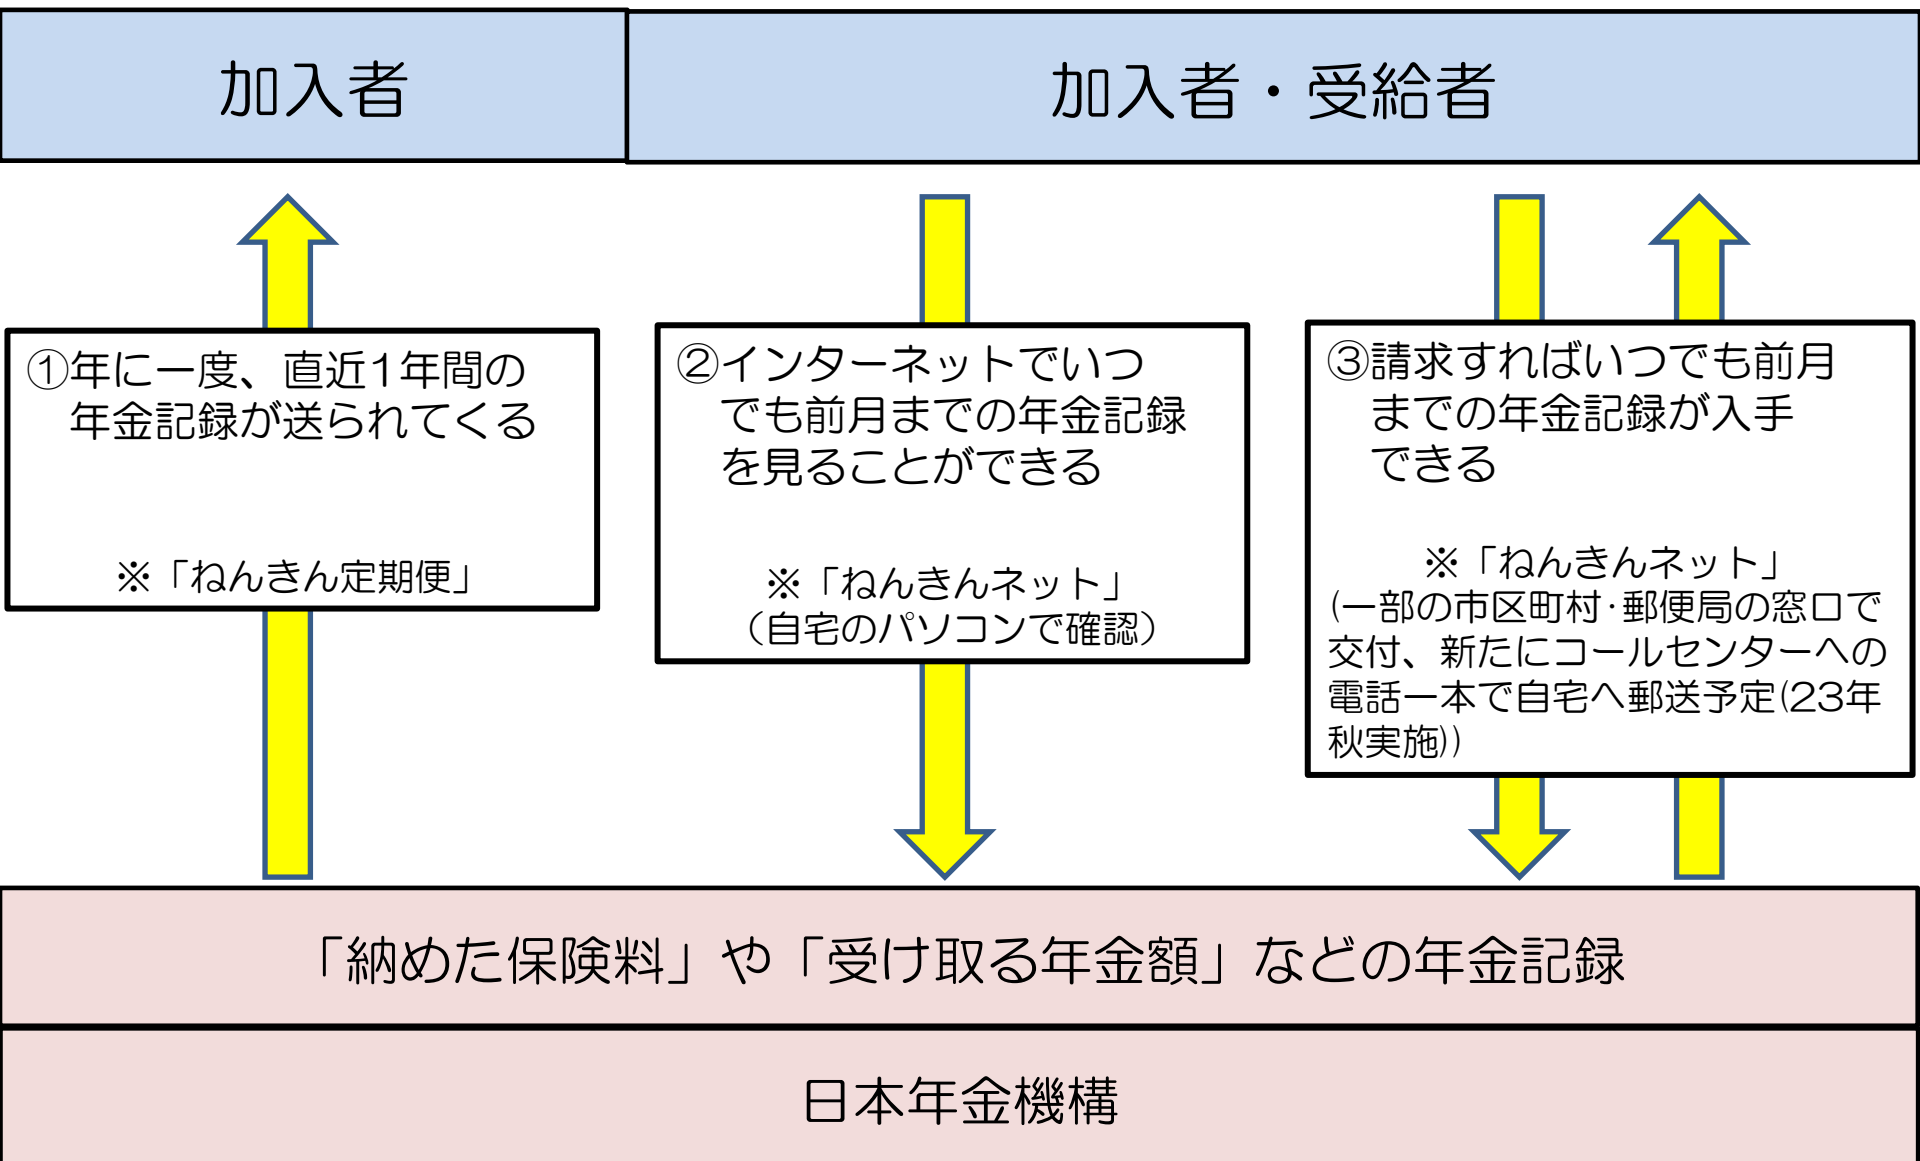 加入者
加入者・受給者
①年に一度、直近1年間の
年金記録が送られてくる
※「ねんきん定期便」
②インターネットでいつ
でも前月までの年金記録
を見ることができる
※「ねんきんネット」
（自宅のパソコンで確認）
③請求すればいつでも前月
までの年金記録が入手
できる
※「ねんきんネット」
(一部の市区町村･郵便局の窓口で
交付、新たにコールセンターへの
電話一本で自宅へ郵送予定(23年
秋実施))
「納めた保険料」や「受け取る年金額」などの年金記録
日本年金機構